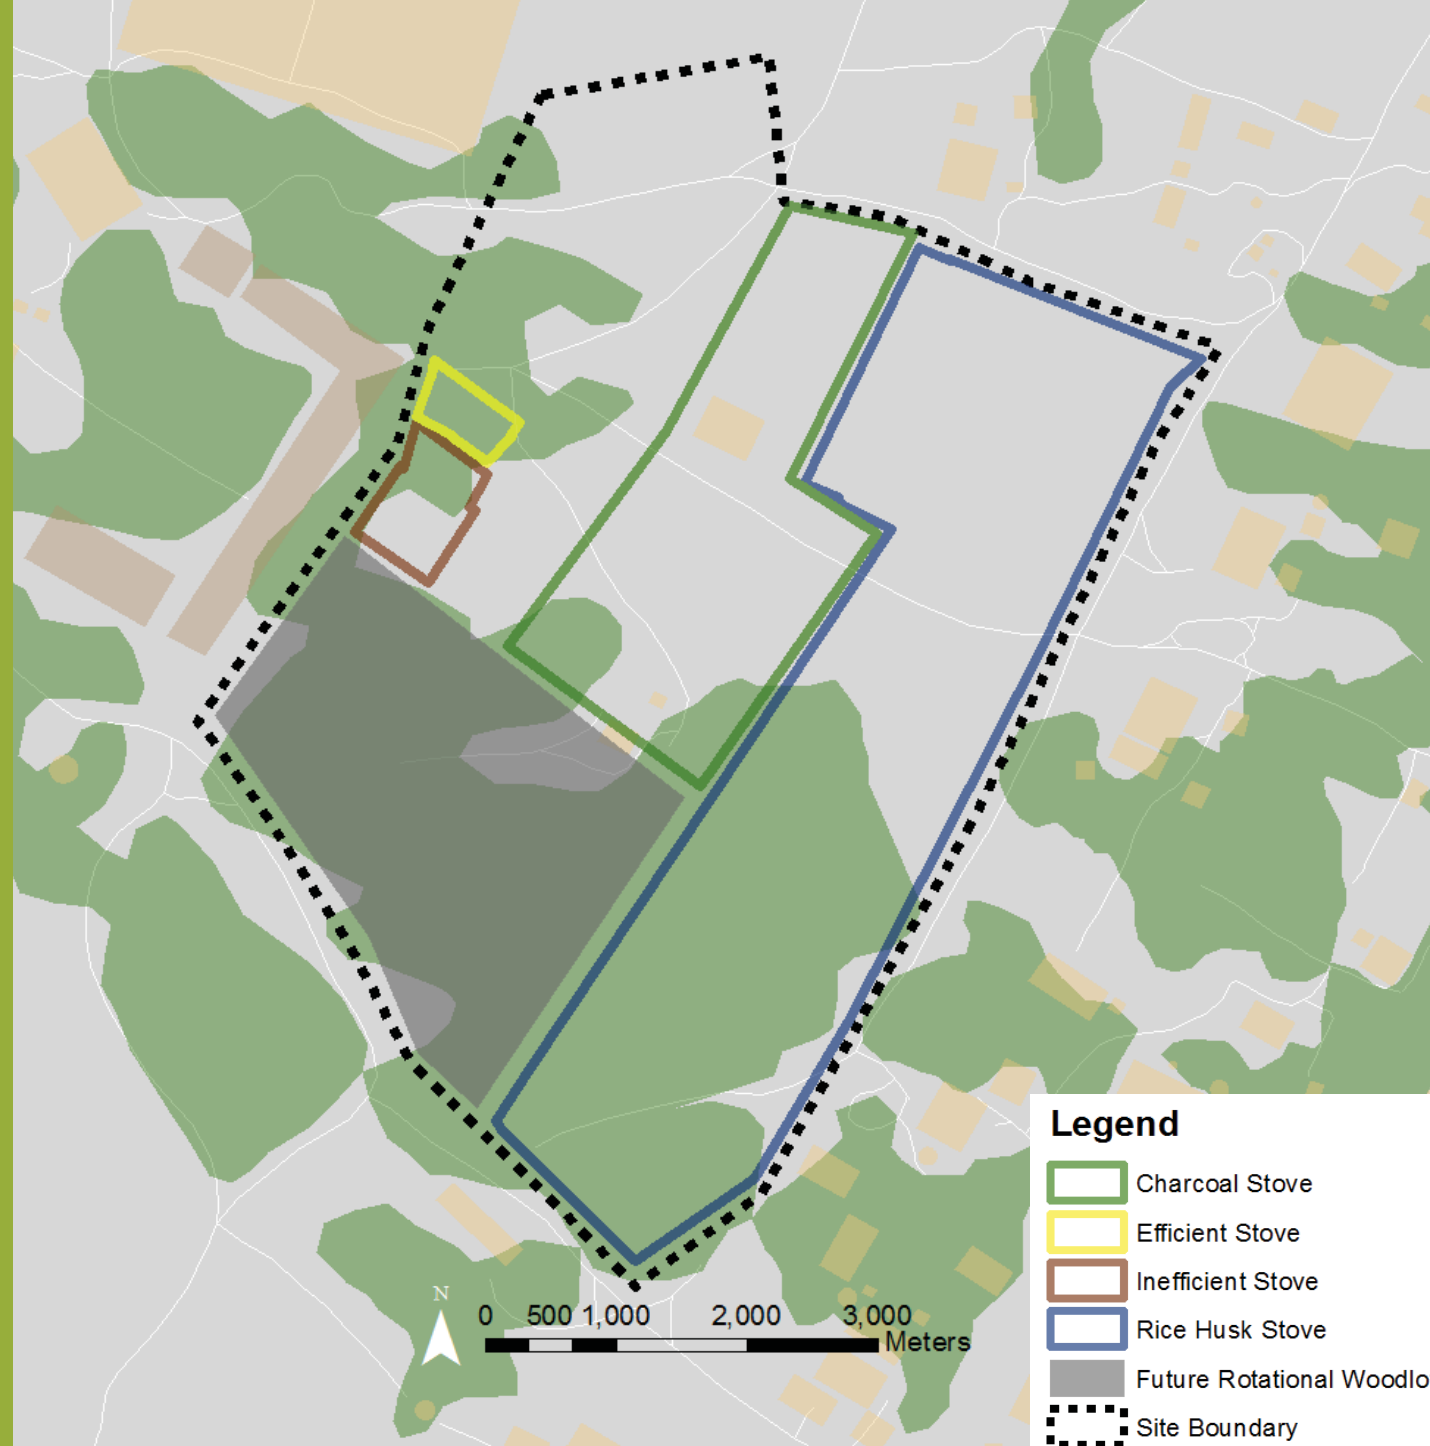 Legend
Charcoal Stove
Efficient Stove
Inefficient Stove
Rice Husk Stove
Future Rotational Woodlo
Site Boundary
N
0 500 1,000 2,000 3,000
Meters